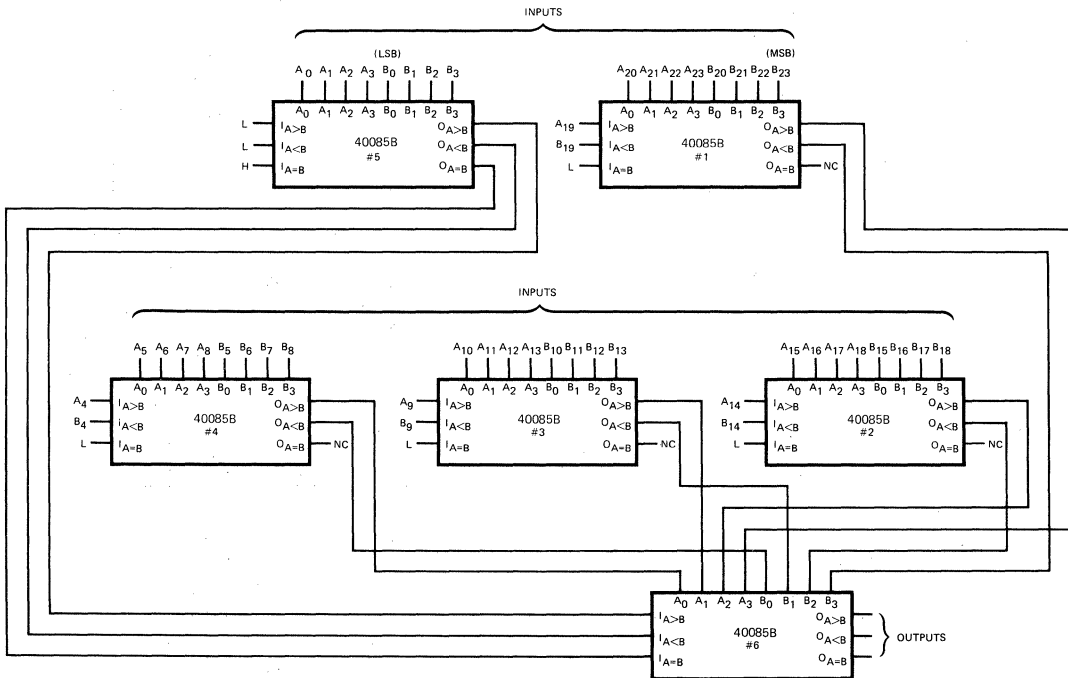 INPUTS
(LSB) (MSB)
A0 A1 A2 A3 B0 B1 B2 B3
A20 A21 A22 A23 B20 B21 B22 B23
A0 A1 A2 A3 B0 B1 B2 B3
A0 A1 A2 A3 B0 B1 B2 B3
L IA>B OA>B
L IA<B 40085B OA<B
#5
H IA=B OA=B
A19 IA>B OA>B
B19 IA<B 40085B OA<B
#1
L IA=B OA=B NC
INPUTS
A5 A6 A7 A8 B5 B6 B7 B8
A10 A11 A12 A13 B10 B11 B12 B13
A15 A16 A17 A18 B15 B16 B17 B18
A0 A1 A2 A3 B0 B1 B2 B3
A0 A1 A2 A3 B0 B1 B2 B3
A0 A1 A2 A3 B0 B1 B2 B3
A4 IA>B OA>B
B4 IA<B 40085B OA<B
#4
L IA=B OA=B NC
A9 IA>B OA>B
B9 IA<B 40085B OA<B
#3
L IA=B OA=B NC
A14 IA>B OA>B
B14 IA<B 40085B OA<B
#2
L IA=B OA=B NC
A0 A1 A2 A3 B0 B1 B2 B3
IA>B OA>B
IA<B 40085B OA<B OUTPUTS
#6
IA=B OA=B